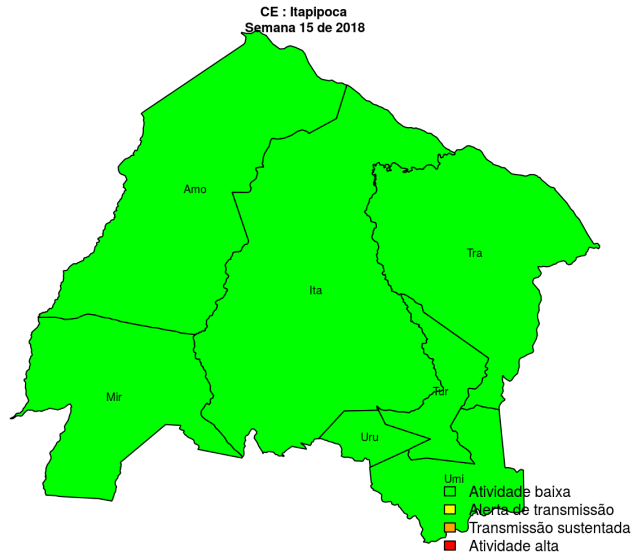 CE : Itapipoca
Semana 15 de 2018
Amo
Tra
Ita
Tur
Mir
Uru
Umi
Atividade baixa
Alerta de transmissão
Transmissão sustentada
Atividade alta